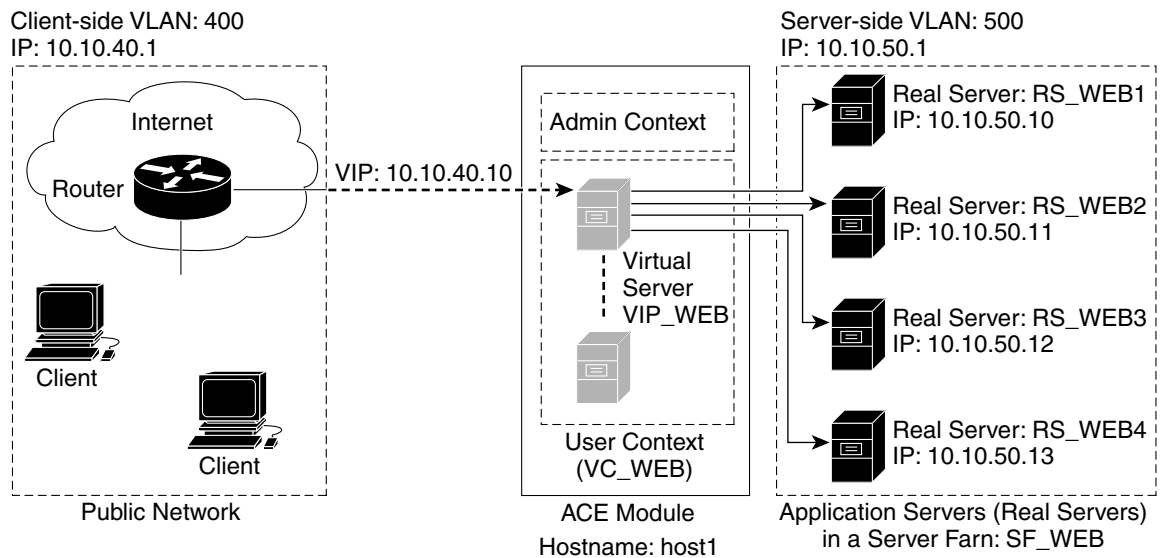 Client-side VLAN: 400
IP: 10.10.40.1
Internet
Router
Client
Client
Public Network
VIP: 10.10.40.10
Admin Context
Virtual
Server
VIP_WEB
User Context
(VC_WEB)
ACE Module
Hostname: host1
Server-side VLAN: 500
IP: 10.10.50.1
Real Server: RS_WEB1
IP: 10.10.50.10
Real Server: RS_WEB2
IP: 10.10.50.11
Real Server: RS_WEB3
IP: 10.10.50.12
Real Server: RS_WEB4
IP: 10.10.50.13
Application Servers (Real Servers)
in a Server Farn: SF_WEB